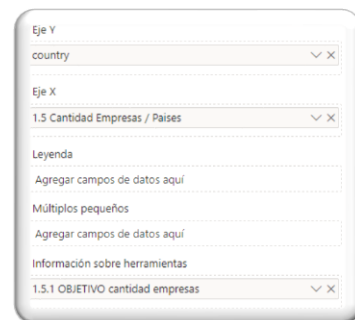 Eje Y
country
Eje X
1.5 Cantidad Empresas / Paises
Leyenda
Agregar campos de datos aquí
Múltiplos pequeños
Agregar campos de datos aquí
Información sobre herramientas
1.5.1 OBJETIVO cantidad empresas